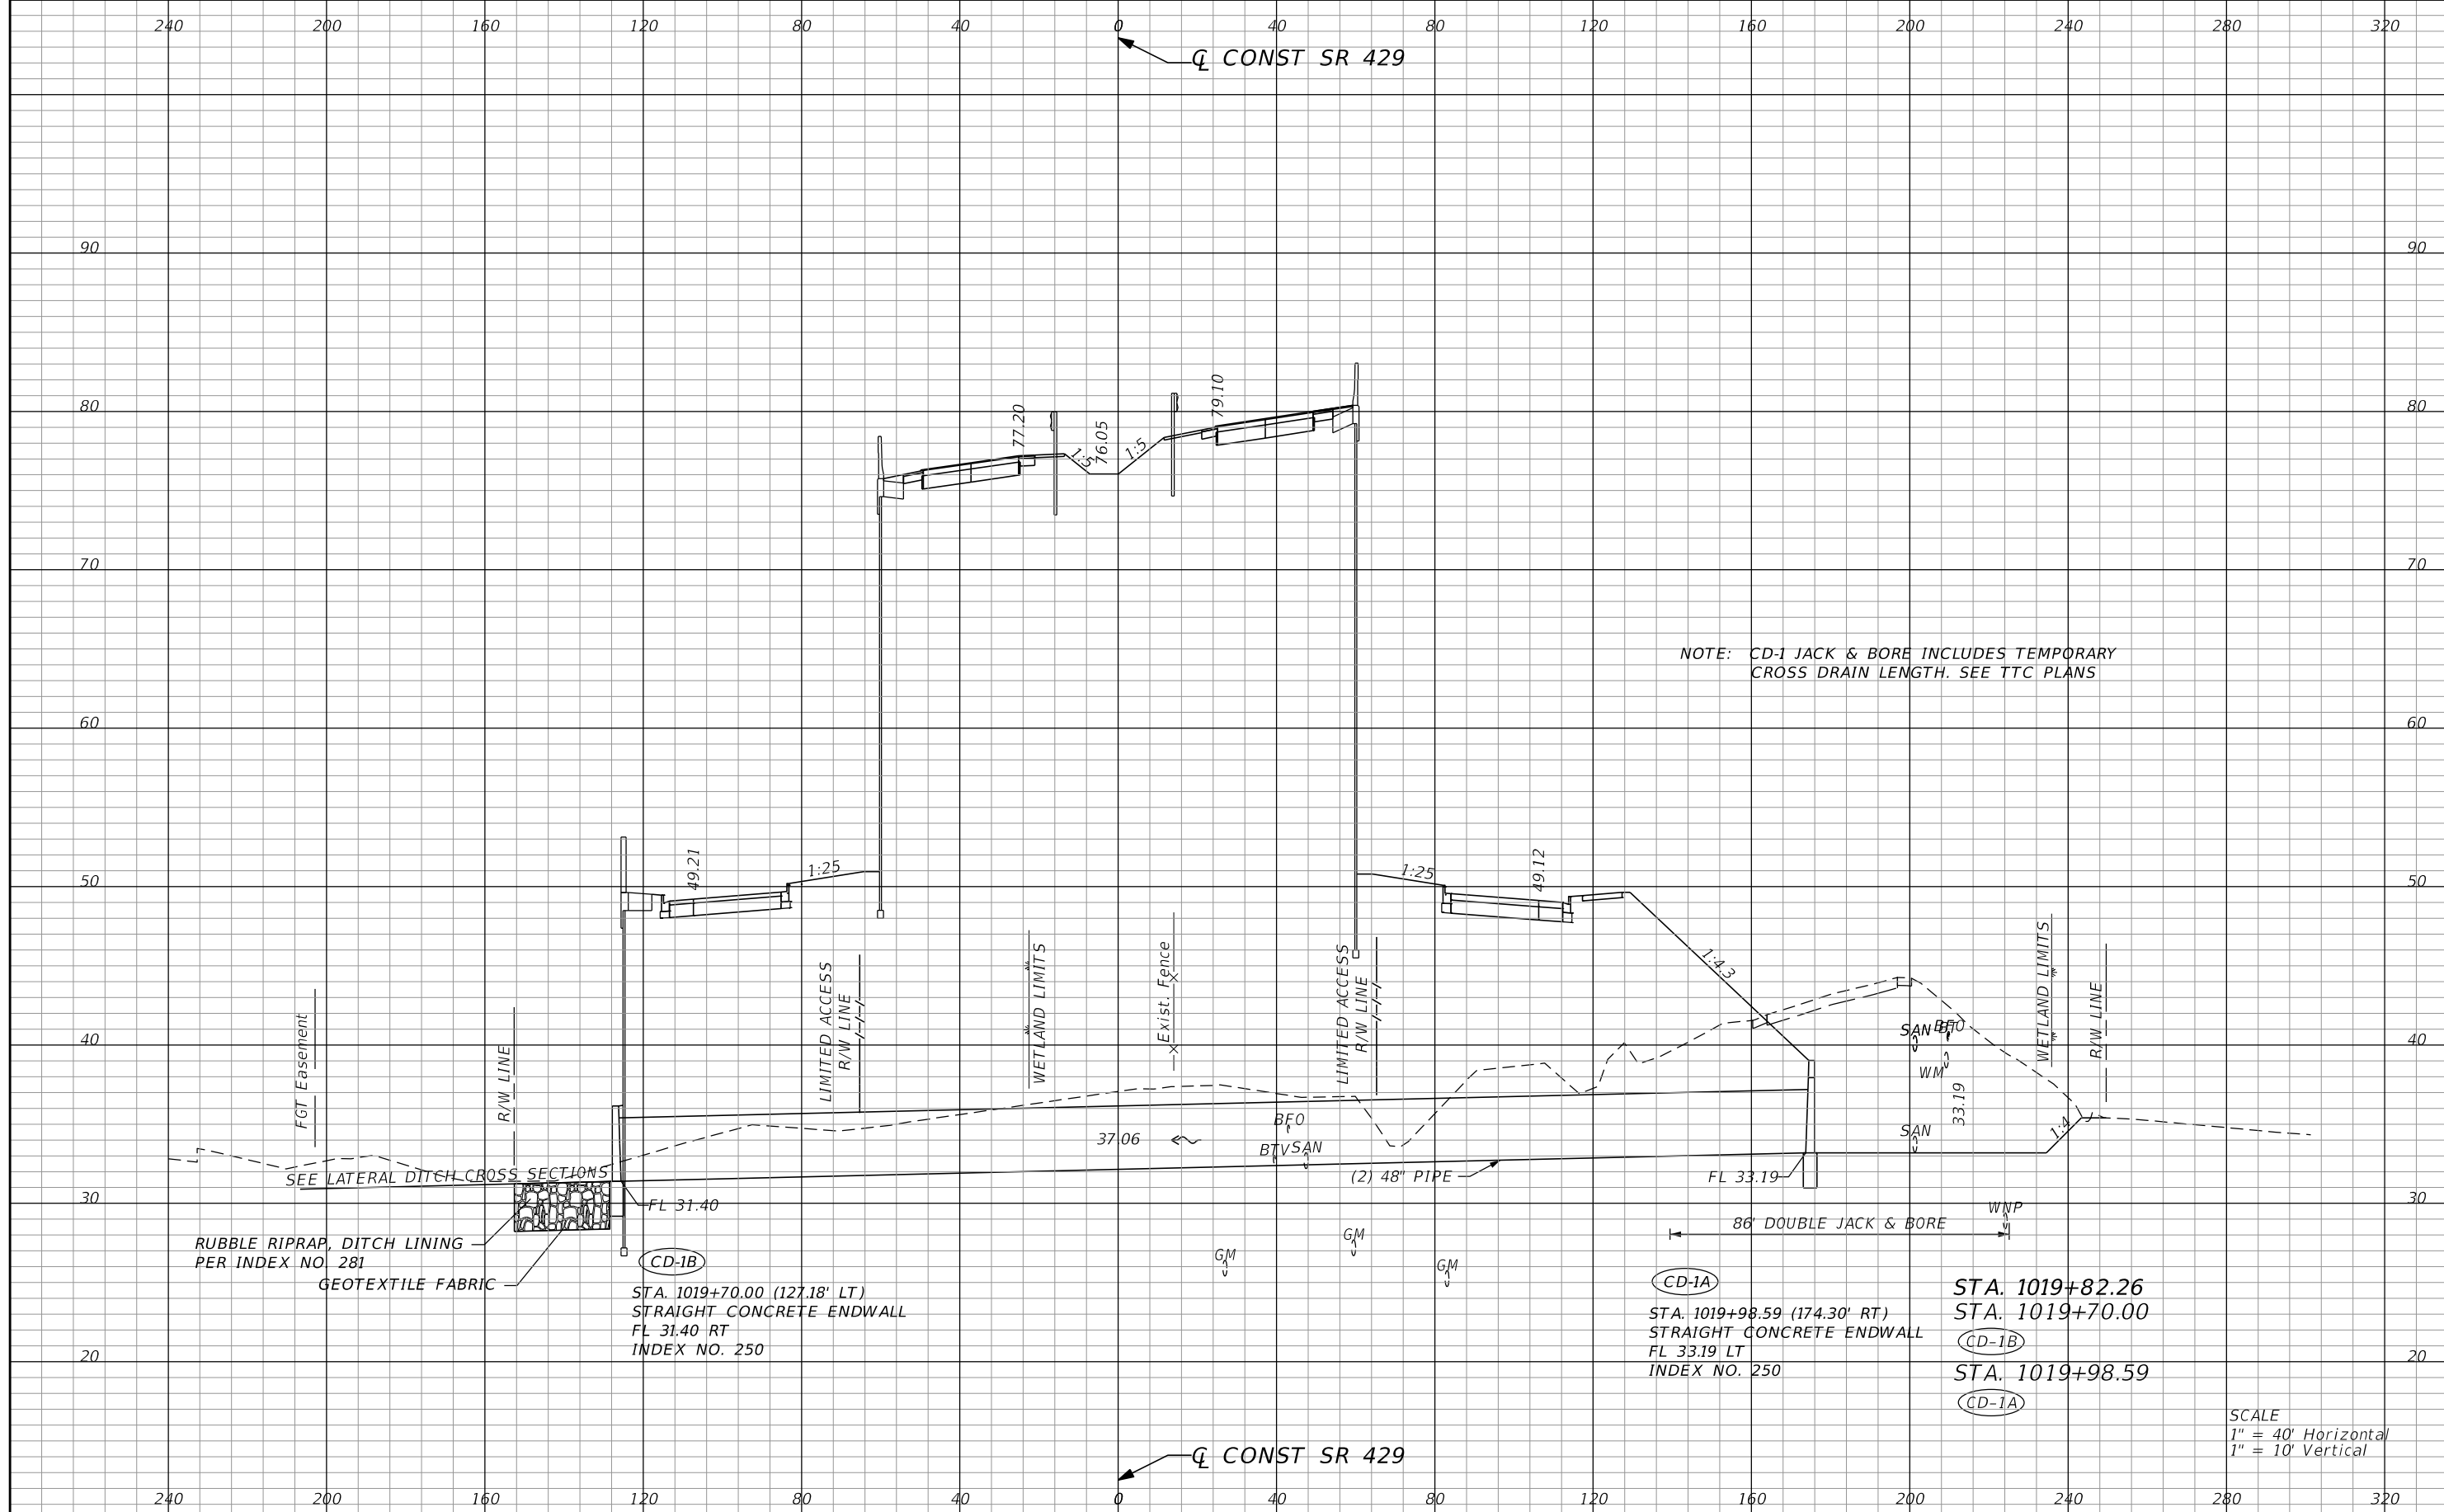 240 200 160 120 80 40 0 40 80 120 160 200 240 280 320
℄ CONST SR 429
90 90
80 80
70 70
60 60
50 50
40 40
30 30
20 20
77.20
76.05
79.10
1:5
1:5
NOTE: CD-1 JACK & BORE INCLUDES TEMPORARY
CROSS DRAIN LENGTH. SEE TTC PLANS
49.21
1:25
1:25
49.12
1:4.3
FGT Easement
R/W LINE
LIMITED ACCESS
R/W LINE
WETLAND LIMITS
Exist. Fence
LIMITED ACCESS
R/W LINE
WETLAND LIMITS
R/W LINE
SAN
BFO
WM
33.19
SAN
1:4
BFO
37.06
BTV SAN
SEE LATERAL DITCH CROSS SECTIONS
(2) 48" PIPE
FL 33.19
FL 31.40
WNP
86' DOUBLE JACK & BORE
GM
GM
GM
RUBBLE RIPRAP, DITCH LINING
PER INDEX NO. 281
GEOTEXTILE FABRIC
CD-1B
STA. 1019+70.00 (127.18' LT)
STRAIGHT CONCRETE ENDWALL
FL 31.40 RT
INDEX NO. 250
CD-1A
STA. 1019+98.59 (174.30' RT)
STRAIGHT CONCRETE ENDWALL
FL 33.19 LT
INDEX NO. 250
STA. 1019+82.26
STA. 1019+70.00
CD-1B
STA. 1019+98.59
CD-1A
SCALE
1" = 40' Horizontal
1" = 10' Vertical
℄ CONST SR 429
240 200 160 120 80 40 0 40 80 120 160 200 240 280 320